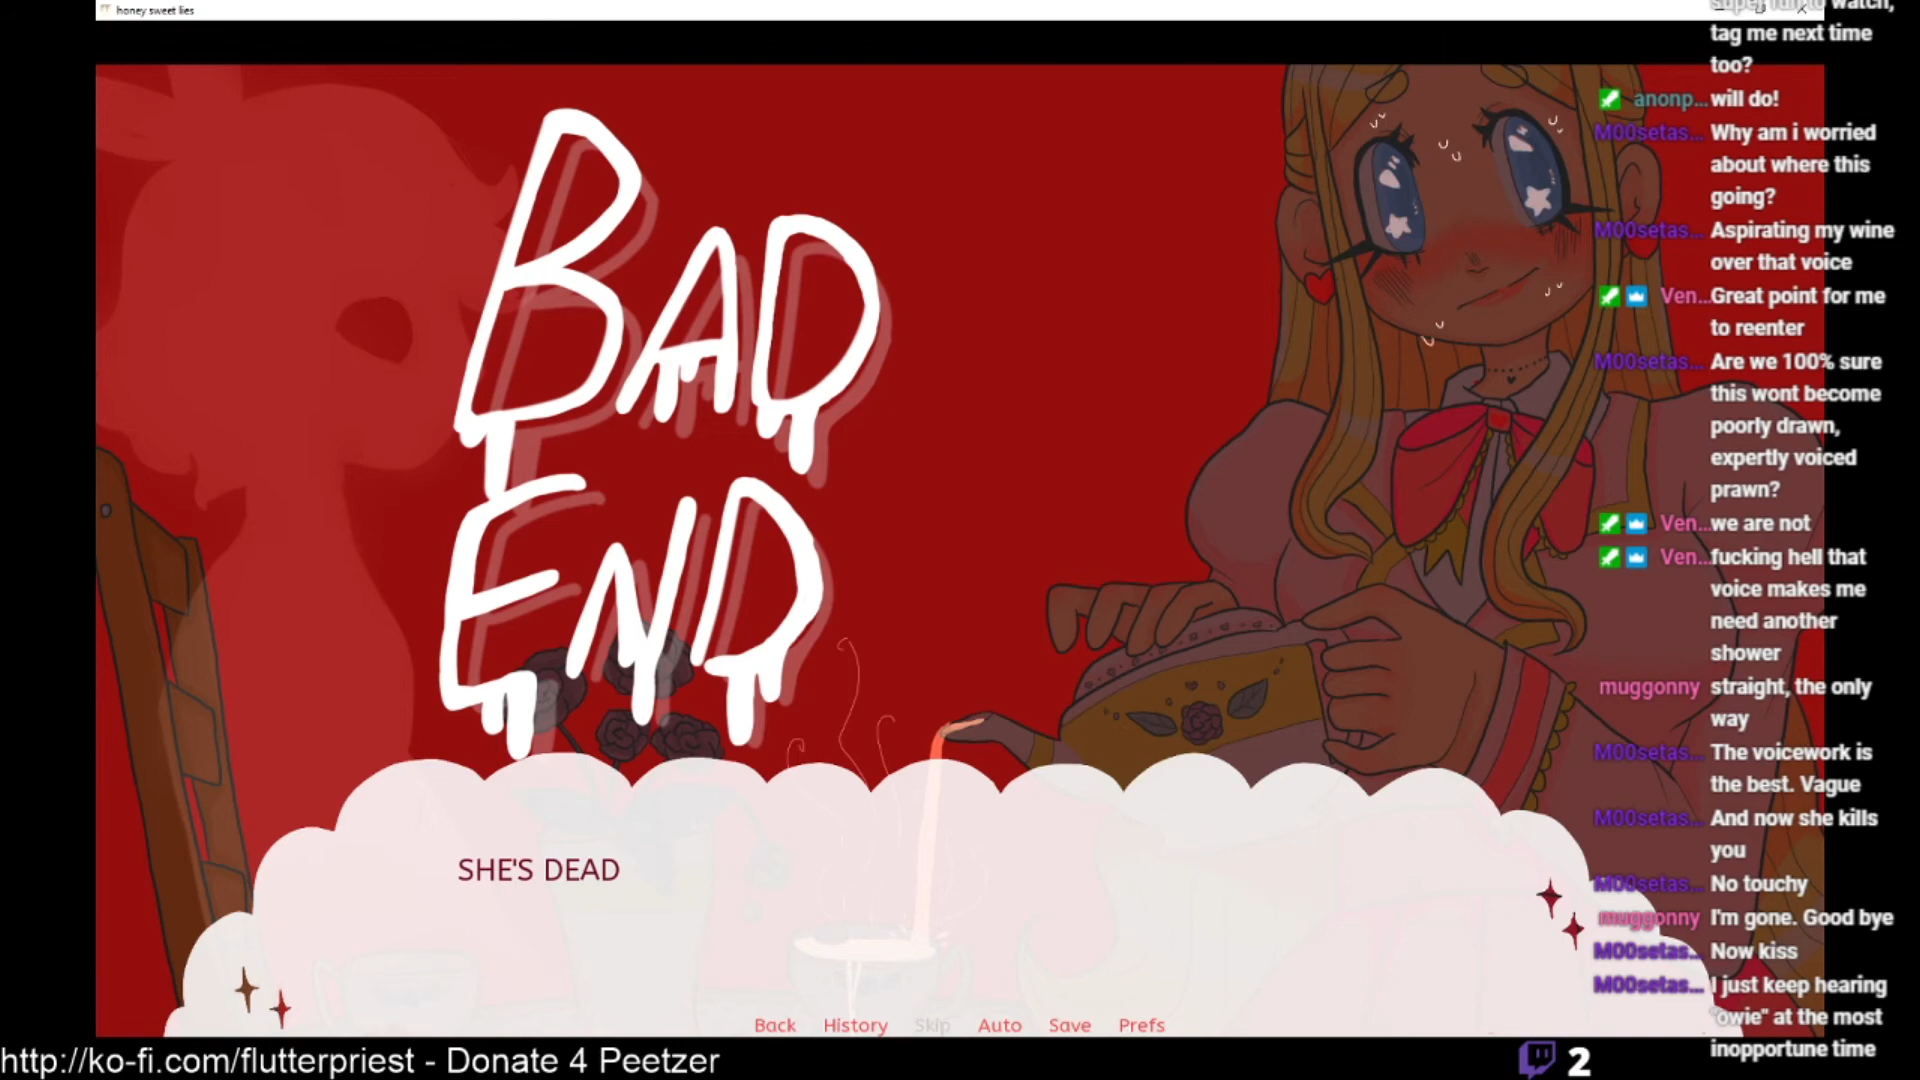 honey sweet lies
BAD
END
SHE'S DEAD
Back History Skip Auto Save Prefs
http://ko-fi.com/flutterpriest - Donate 4 Peetzer
2
tag me next time
too?
anonp... will do!
M00setas... Why am i worried
about where this
going?
M00setas... Aspirating my wine
over that voice
Ven... Great point for me
to reenter
M00setas... Are we 100% sure
this wont become
poorly drawn,
expertly voiced
prawn?
Ven... we are not
Ven... fucking hell that
voice makes me
need another
shower
muggonny straight, the only
way
M00setas... The voicework is
the best. Vague
M00setas... And now she kills
you
M00setas... No touchy
muggonny I'm gone. Good bye
M00setas... Now kiss
M00setas... I just keep hearing
"owie" at the most
inopportune time